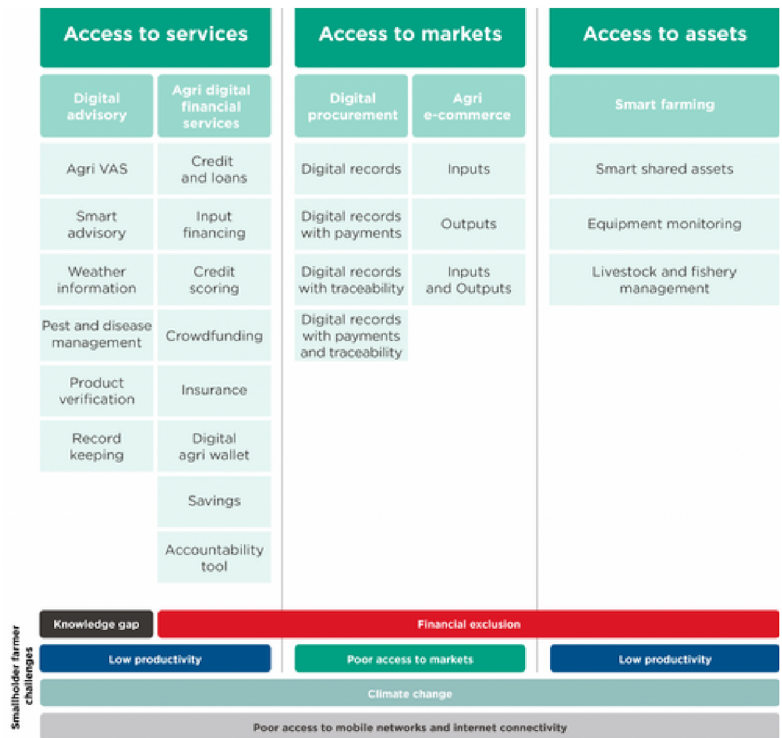 Access to services
Access to markets
Access to assets
Digital
advisory
Agri digital
financial
services
Digital
procurement
Agri
e-commerce
Smart farming
Agri VAS
Credit
and loans
Digital records
Inputs
Smart shared assets
Smart
advisory
Input
financing
Digital records
with payments
Outputs
Equipment monitoring
Weather
information
Credit
scoring
Digital records
with traceability
Inputs
and Outputs
Livestock and fishery
management
Pest and disease
management
Crowdfunding
Digital records
with payments
and traceability
Product
verification
Insurance
Record
keeping
Digital
agri wallet
Savings
Accountability
tool
Smallholder farmer
challenges
Knowledge gap
Financial exclusion
Low productivity
Poor access to markets
Low productivity
Climate change
Poor access to mobile networks and internet connectivity